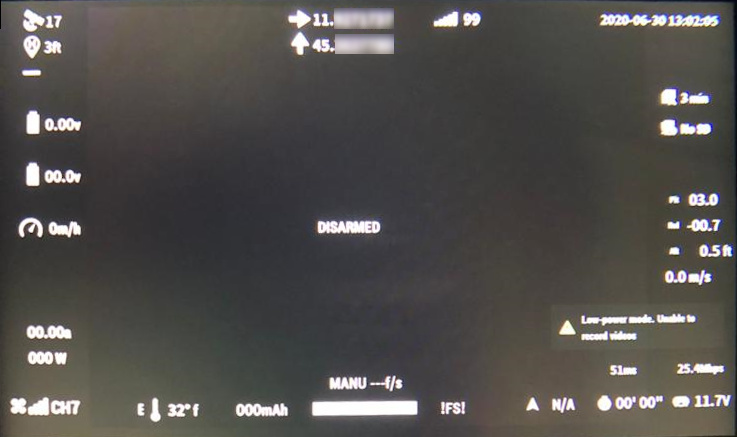 17
11.
99
2020-06-30 13:02:05
3ft
45.
3 min
No SD
0.00v
00.0v
03.0
0m/h
DISARMED
-00.7
0.5 ft
0.0 m/s
Low-power mode. Unable to
record videos
00.00a
000 W
51ms
25.4Mbps
MANU ---f/s
CH7
E
32°f
000mAh
!FS!
N/A
00'00"
11.7V